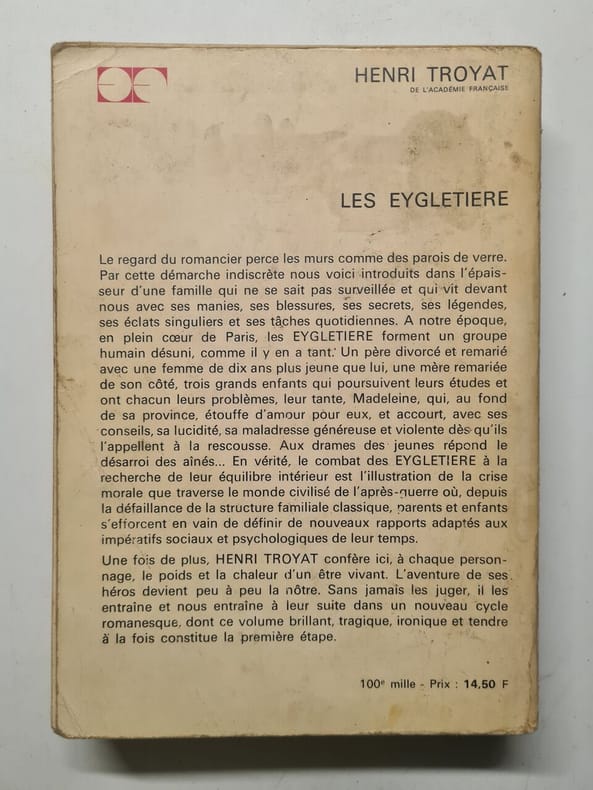 HENRI TROYAT
DE L'ACADÉMIE FRANÇAISE
LES EYGLETIERE
Le regard du romancier perce les murs comme des parois de verre.
Par cette démarche indiscrète nous voici introduits dans l'épais-
seur d'une famille qui ne se sait pas surveillée et qui vit devant
nous avec ses manies, ses blessures, ses secrets, ses légendes,
ses éclats singuliers et ses tâches quotidiennes. A notre époque,
en plein cœur de Paris, les EYGLETIERE forment un groupe
humain désuni, comme il y en a tant. Un père divorcé et remarié
avec une femme de dix ans plus jeune que lui, une mère remariée
de son côté, trois grands enfants qui poursuivent leurs études et
ont chacun leurs problèmes, leur tante, Madeleine, qui, au fond
de sa province, étouffe d'amour pour eux, et accourt, avec ses
conseils, sa lucidité, sa maladresse généreuse et violente dès qu'ils
l'appellent à la rescousse. Aux drames des jeunes répond le
désarroi des aînés... En vérité, le combat des EYGLETIERE à la
recherche de leur équilibre intérieur est l'illustration de la crise
morale que traverse le monde civilisé de l'après-guerre où, depuis
la défaillance de la structure familiale classique, parents et enfants
s'efforcent en vain de définir de nouveaux rapports adaptés aux
impératifs sociaux et psychologiques de leur temps.
Une fois de plus, HENRI TROYAT confère ici, à chaque person-
nage, le poids et la chaleur d'un être vivant. L'aventure de ses
héros devient peu à peu la nôtre. Sans jamais les juger, il les
entraîne et nous entraîne à leur suite dans un nouveau cycle
romanesque, dont ce volume brillant, tragique, ironique et tendre
à la fois constitue la première étape.
100e mille - Prix : 14,50 F